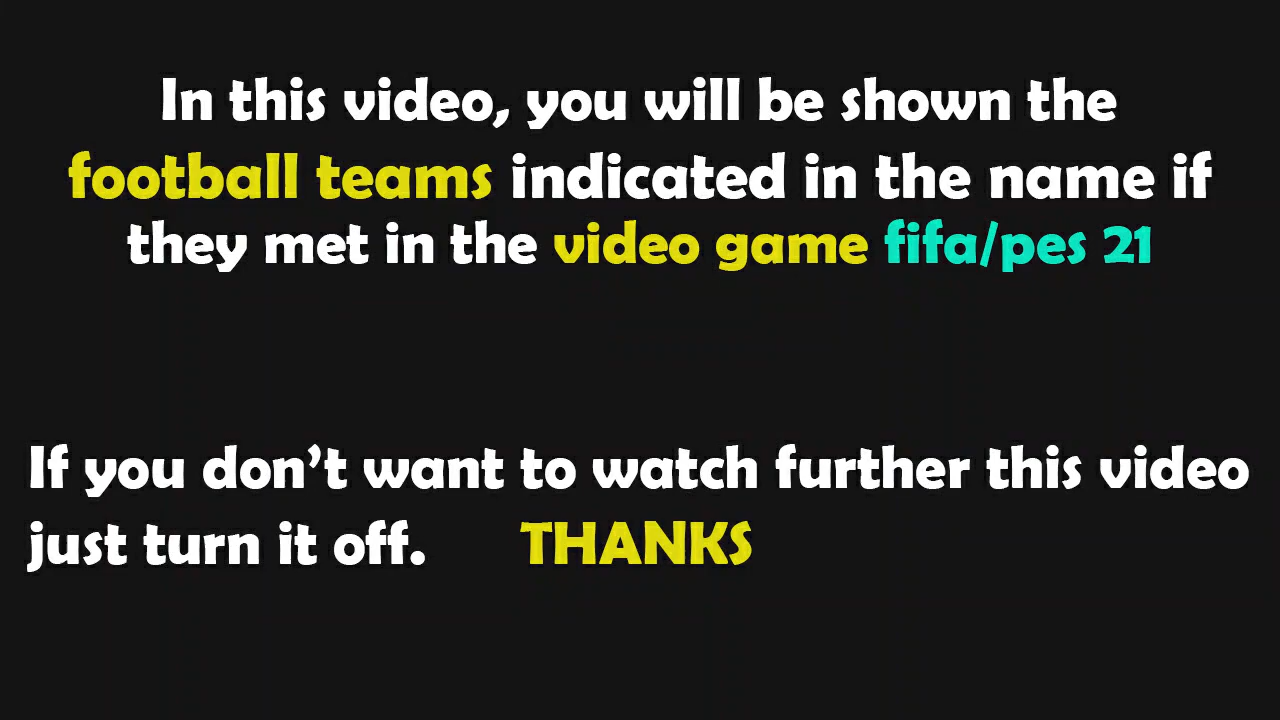 In this video, you will be shown the
football teams indicated in the name if
they met in the video game fifa/pes 21
If you don't want to watch further this video
just turn it off. THANKS